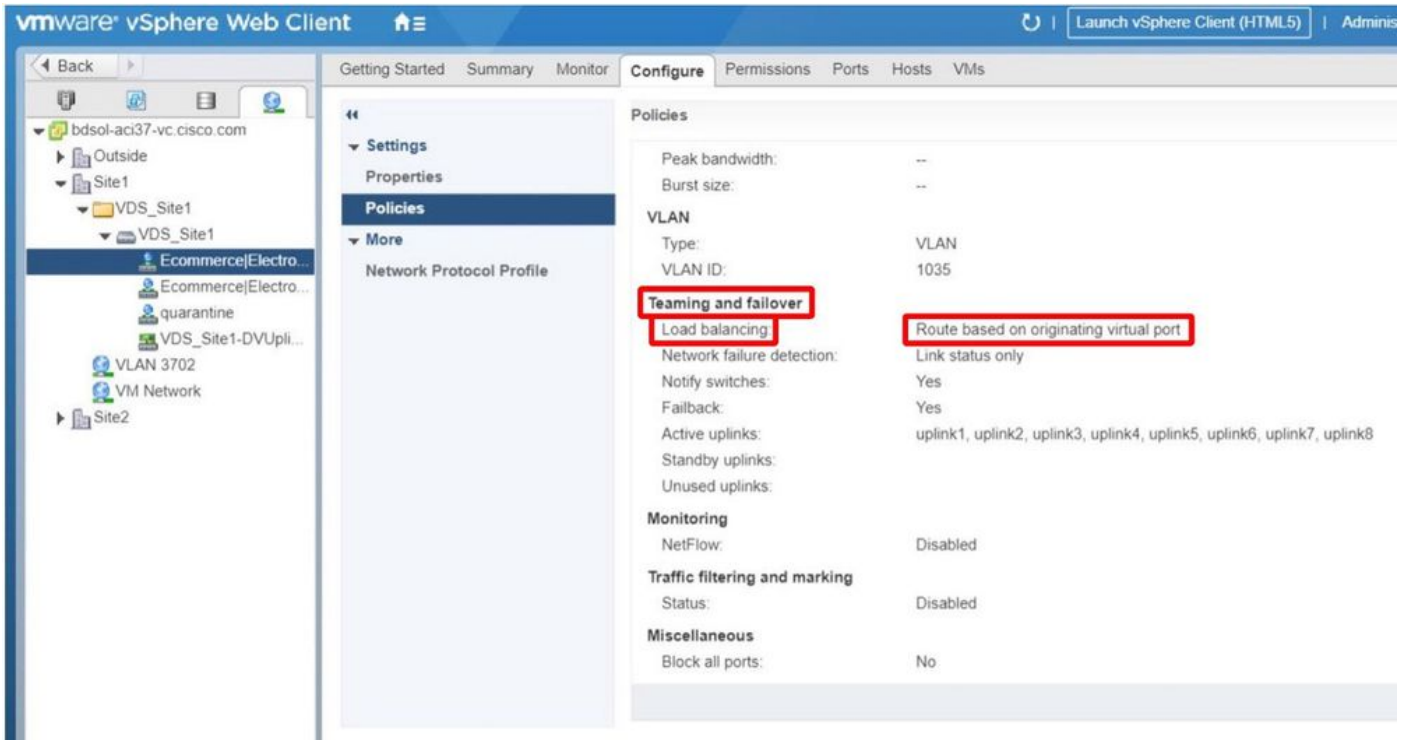 vmware® vSphere Web Client
Launch vSphere Client (HTML5) | Adminis
Back
bdsol-aci37-vc.cisco.com
Outside
Site1
VDS_Site1
VDS_Site1
Ecommerce|Electro...
Ecommerce|Electro...
quarantine
VDS_Site1-DVUpli...
VLAN 3702
VM Network
Site2
Getting Started Summary Monitor Configure Permissions Ports Hosts VMs
Settings
Properties
Policies
More
Network Protocol Profile
Policies
Peak bandwidth: --
Burst size: --
VLAN
Type: VLAN
VLAN ID: 1035
Teaming and failover
Load balancing: Route based on originating virtual port
Network failure detection: Link status only
Notify switches: Yes
Failback: Yes
Active uplinks: uplink1, uplink2, uplink3, uplink4, uplink5, uplink6, uplink7, uplink8
Standby uplinks:
Unused uplinks:
Monitoring
NetFlow: Disabled
Traffic filtering and marking
Status: Disabled
Miscellaneous
Block all ports: No